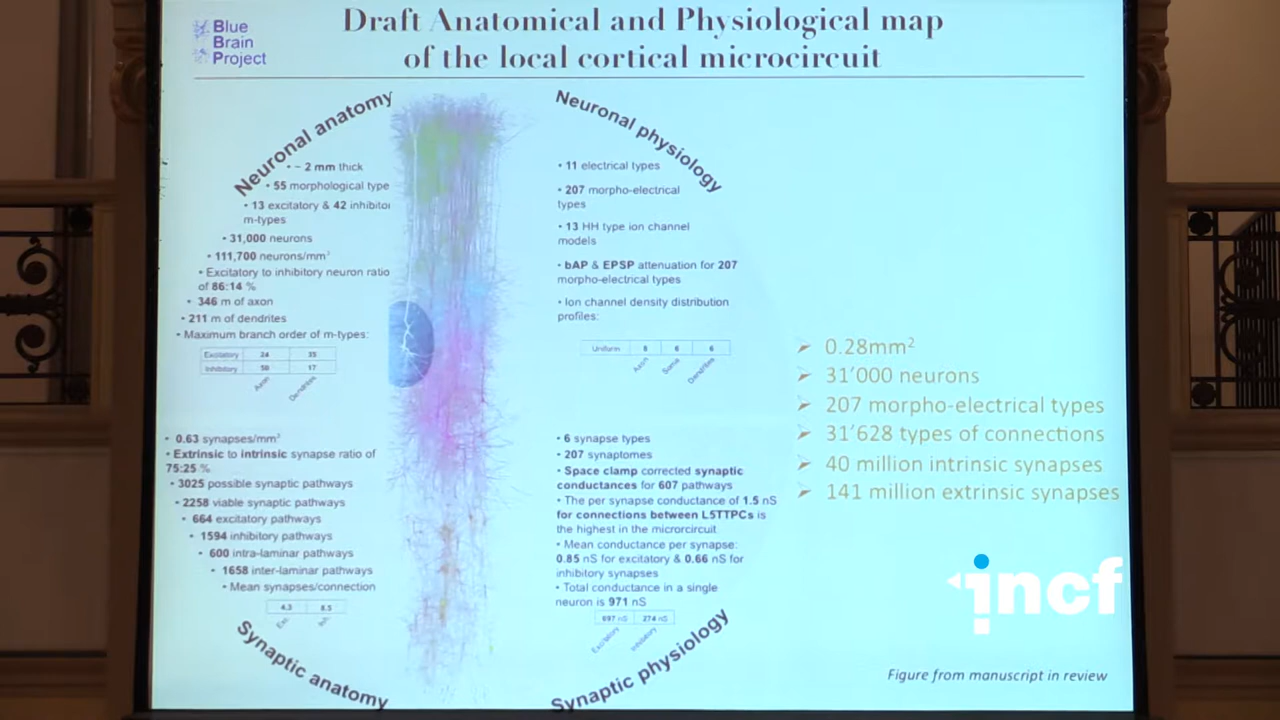 Blue
Brain
Project
Draft Anatomical and Physiological map
of the local cortical microcircuit
Neuronal anatomy
• ~ 2 mm thick
• 55 morphological type
• 13 excitatory & 42 inhibitor
m-types
• 31,000 neurons
• 111,700 neurons/mm³
• Excitatory to inhibitory neuron ratio
of 86:14 %
• 346 m of axon
• 211 m of dendrites
• Maximum branch order of m-types:
Excitatory 24 35
Inhibitory 58 17
Axon Dendrites
Neuronal physiology
• 11 electrical types
• 207 morpho-electrical
types
• 13 HH type ion channel
models
• bAP & EPSP attenuation for 207
morpho-electrical types
• Ion channel density distribution
profiles:
Uniform 5 6 6
Axon Soma Dendrites
• 0.63 synapses/mm³
• Extrinsic to intrinsic synapse ratio of
75:25 %
• 3025 possible synaptic pathways
• 2258 viable synaptic pathways
• 664 excitatory pathways
• 1594 inhibitory pathways
• 600 intra-laminar pathways
• 1658 inter-laminar pathways
• Mean synapses/connection
4.3 8.5
Exc. Inh.
Synaptic anatomy
• 6 synapse types
• 207 synaptomes
• Space clamp corrected synaptic
conductances for 607 pathways
• The per synapse conductance of 1.5 nS
for connections between L5TTPCs is
the highest in the microrcircuit
• Mean conductance per synapse:
0.85 nS for excitatory & 0.66 nS for
inhibitory synapses
• Total conductance in a single
neuron is 971 nS
697 nS 274 nS
Excitatory Inhibitory
Synaptic physiology
➢ 0.28mm²
➢ 31’000 neurons
➢ 207 morpho-electrical types
➢ 31’628 types of connections
➢ 40 million intrinsic synapses
➢ 141 million extrinsic synapses
incf
Figure from manuscript in review